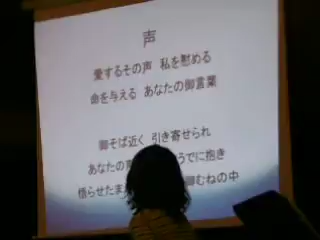 声
愛するその声 私を慰める
命を与える あなたの御言葉
御そば近く 引き寄せられ
あなたの うでに抱き
悟らせたま 御むねの中